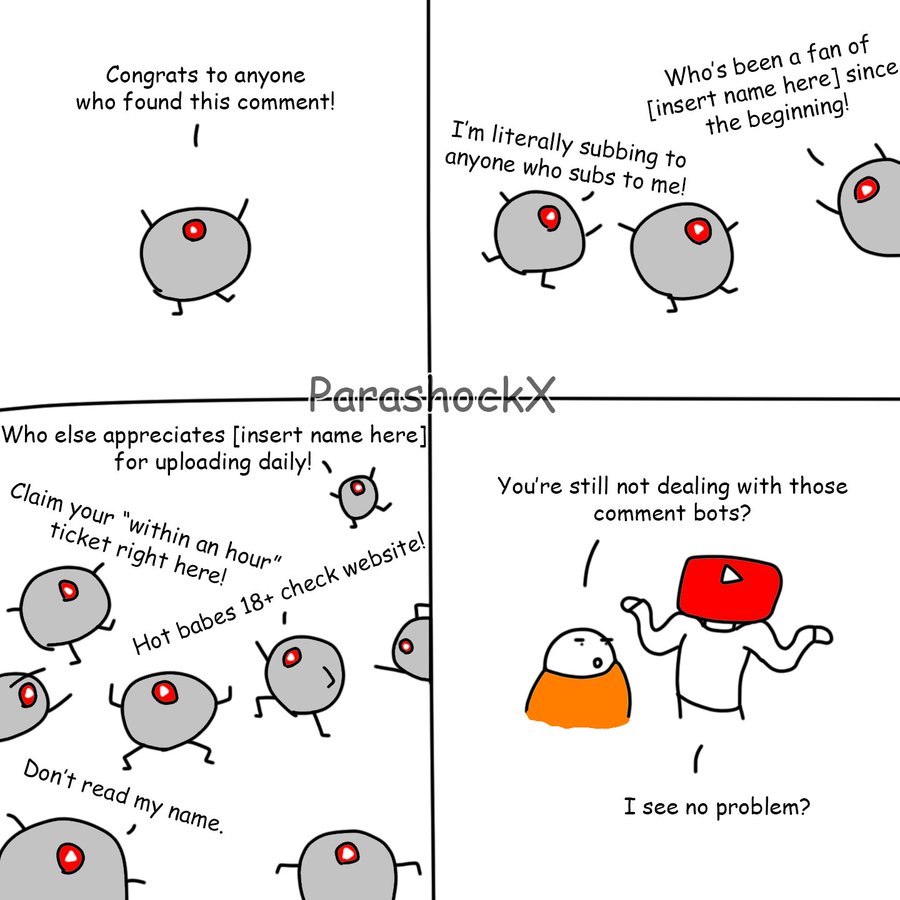 Congrats to anyone
who found this comment!
I'm literally subbing to
anyone who subs to me!
Who's been a fan of
[insert name here] since
the beginning!
ParashockX
Who else appreciates [insert name here]
for uploading daily!
Claim your "within an hour"
ticket right here!
Hot babes 18+ check website!
Don't read my name.
You're still not dealing with those
comment bots?
I see no problem?